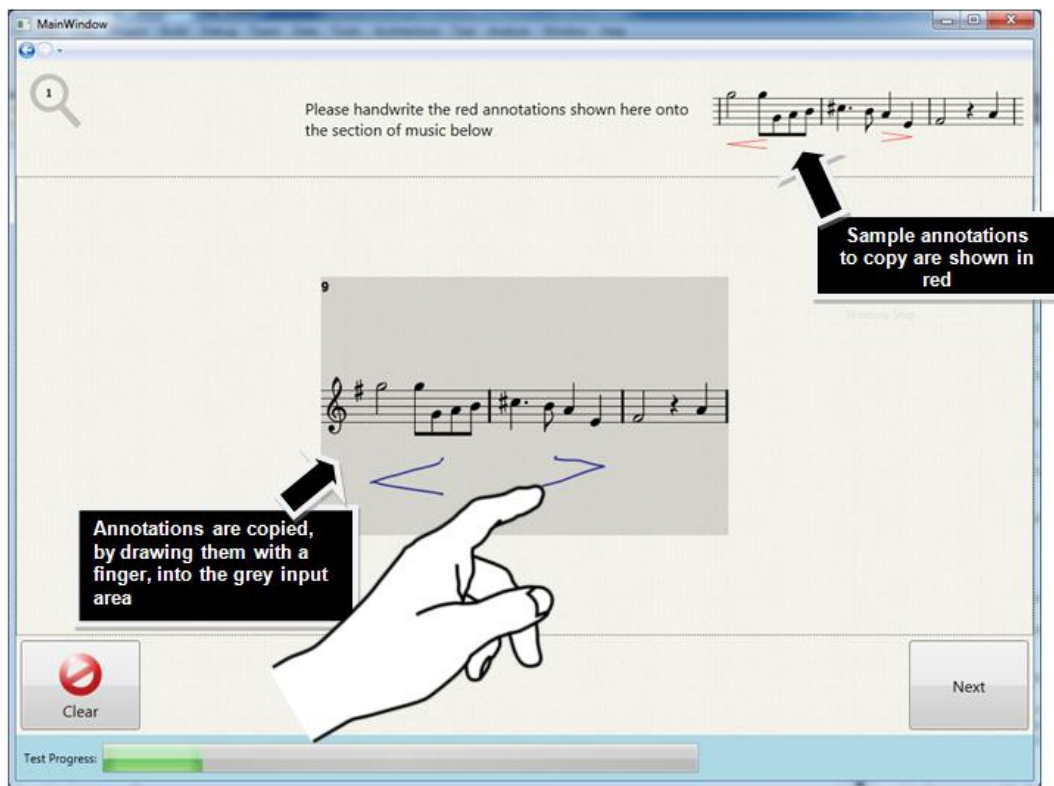 MainWindow
1
Please handwrite the red annotations shown here onto
the section of music below
Sample annotations
to copy are shown in
red
Window Snip
9
Annotations are copied,
by drawing them with a
finger, into the grey input
area
Clear
Next
Test Progress: